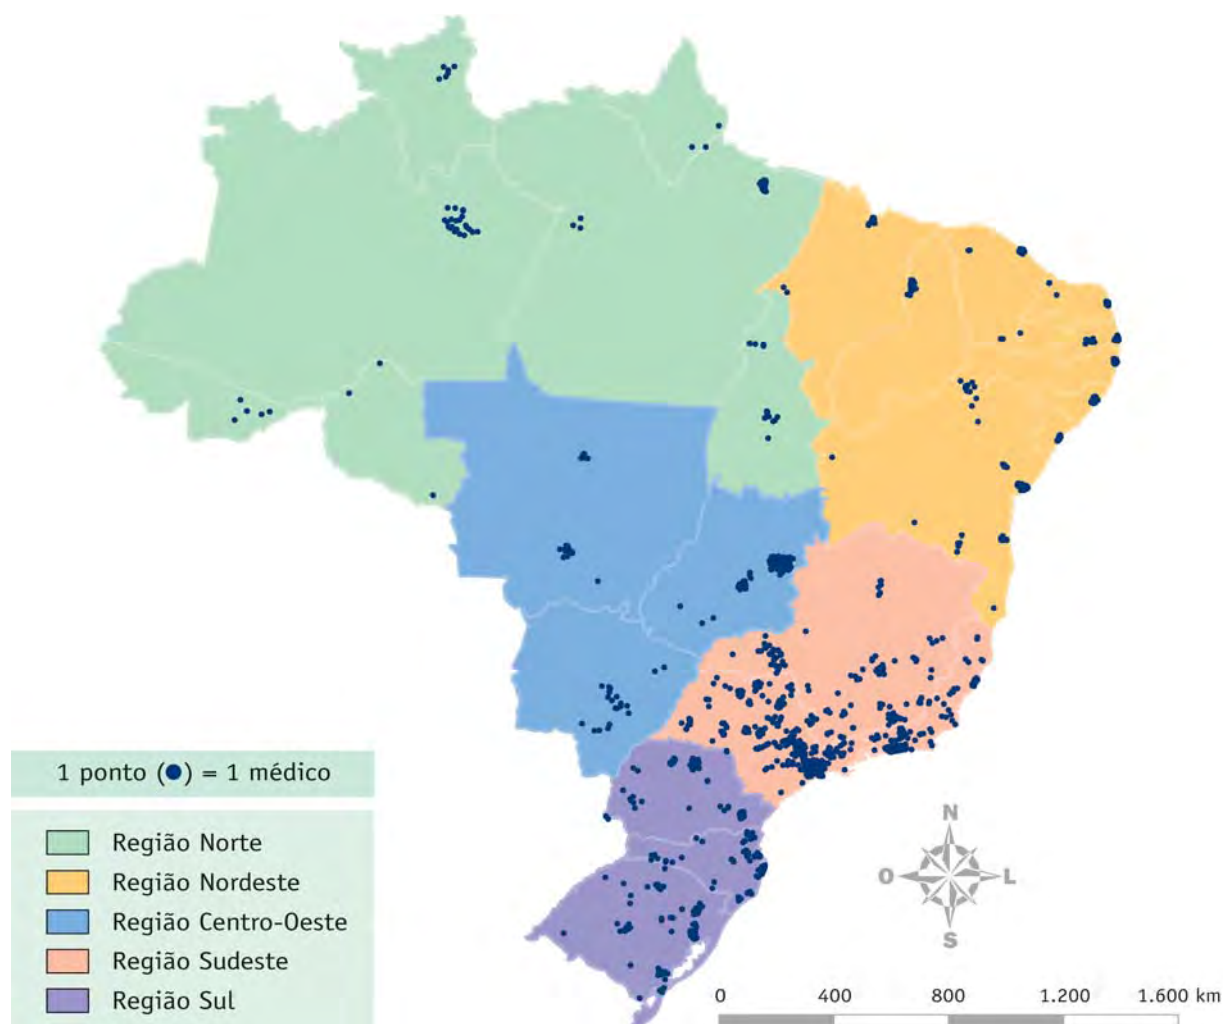 1 ponto (●) = 1 médico
Região Norte
Região Nordeste
Região Centro-Oeste
Região Sudeste
Região Sul
N
O L
S
0 400 800 1.200 1.600 km